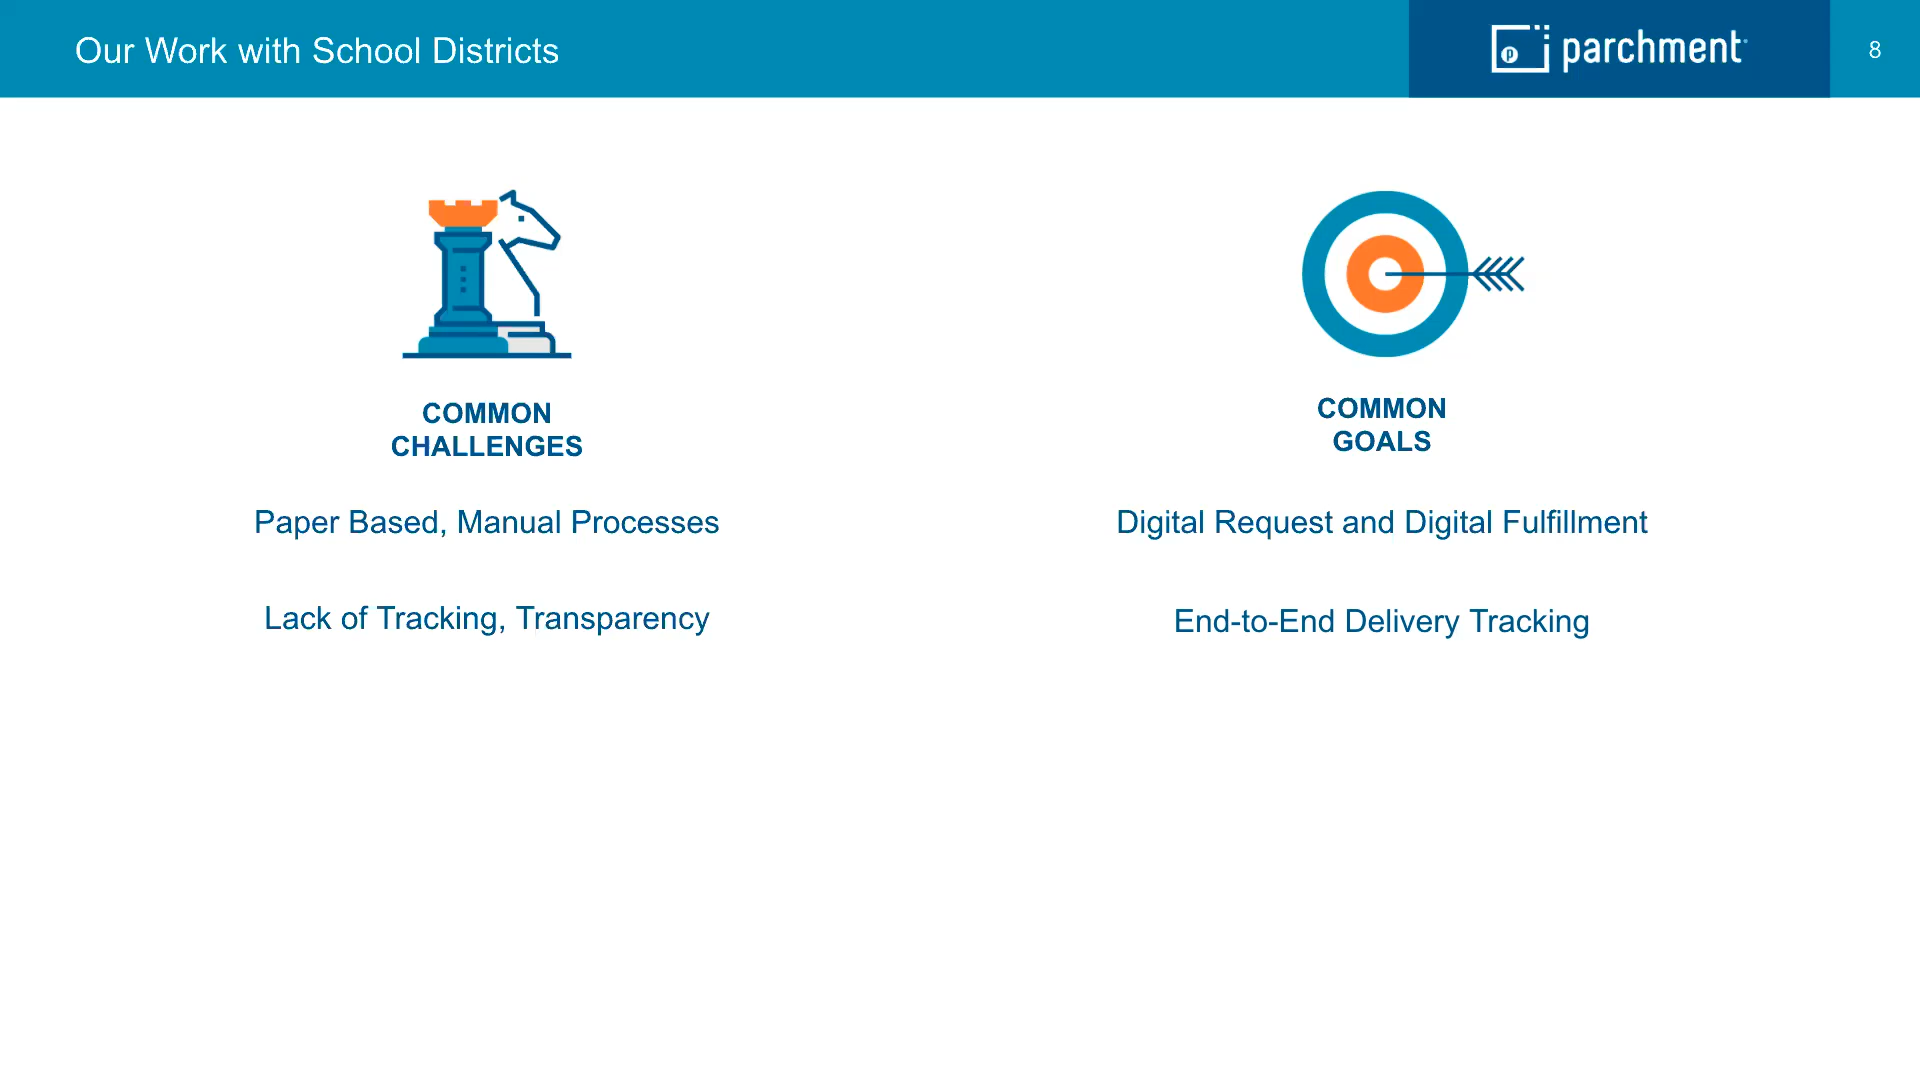 Our Work with School Districts
parchment
8
COMMON
CHALLENGES
Paper Based, Manual Processes
Lack of Tracking, Transparency
COMMON
GOALS
Digital Request and Digital Fulfillment
End-to-End Delivery Tracking